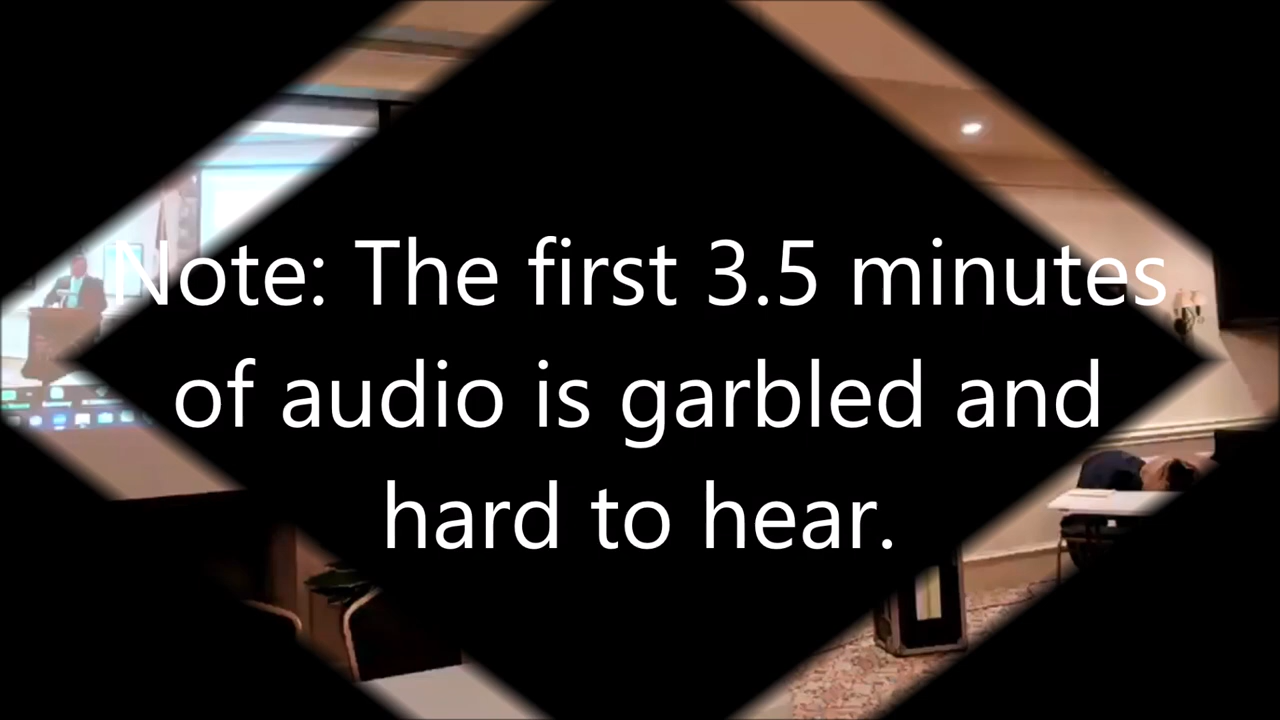 Note: The first 3.5 minutes
of audio is garbled and
hard to hear.